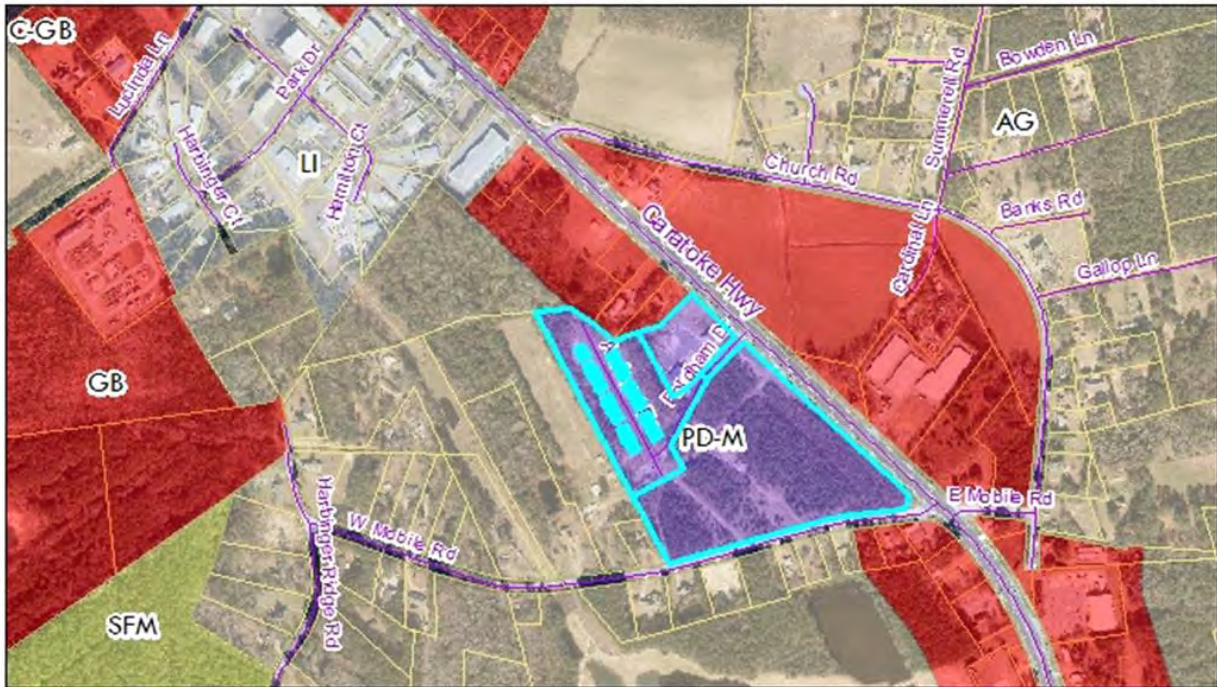 C-GB
Lucinda Ln
Park Dr
Harbinger Ct
Hamilton Ct
LI
Caratoke Hwy
Church Rd
Summerell Rd
Bowden Ln
AG
Banks Rd
Cardinal Ln
Gallop Ln
GB
PD-M
E Mobile Rd
W Mobile Rd
Harbinger Ridge Rd
SFM